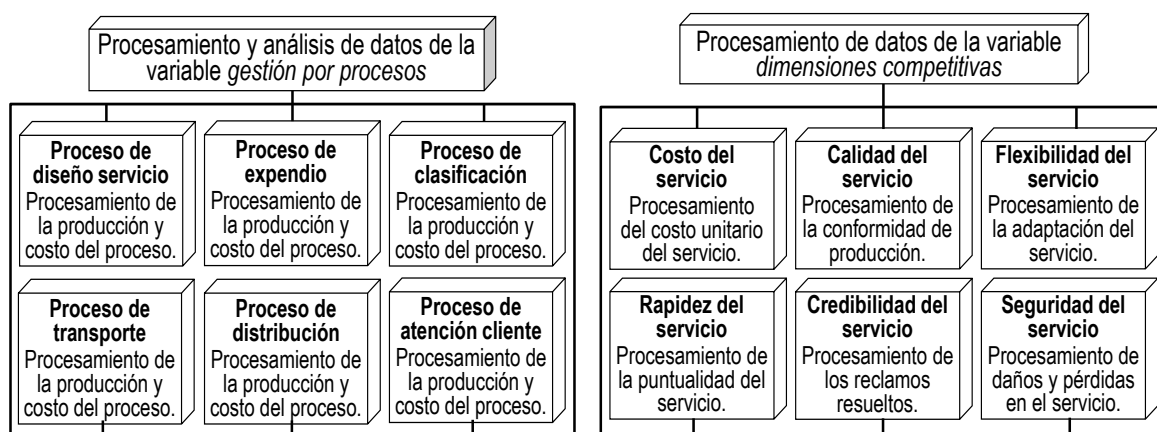 Procesamiento y análisis de datos de la
variable gestión por procesos
Proceso de
diseño servicio
Procesamiento de
la producción y
costo del proceso.
Proceso de
expendio
Procesamiento de
la producción y
costo del proceso.
Proceso de
clasificación
Procesamiento de
la producción y
costo del proceso.
Proceso de
transporte
Procesamiento de
la producción y
costo del proceso.
Proceso de
distribución
Procesamiento de
la producción y
costo del proceso.
Proceso de
atención cliente
Procesamiento de
la producción y
costo del proceso.
Procesamiento de datos de la variable
dimensiones competitivas
Costo del
servicio
Procesamiento
del costo unitario
del servicio.
Calidad del
servicio
Procesamiento de
la conformidad de
producción.
Flexibilidad del
servicio
Procesamiento de
la adaptación del
servicio.
Rapidez del
servicio
Procesamiento de
la puntualidad del
servicio.
Credibilidad del
servicio
Procesamiento de
los reclamos
resueltos.
Seguridad del
servicio
Procesamiento de
daños y pérdidas
en el servicio.